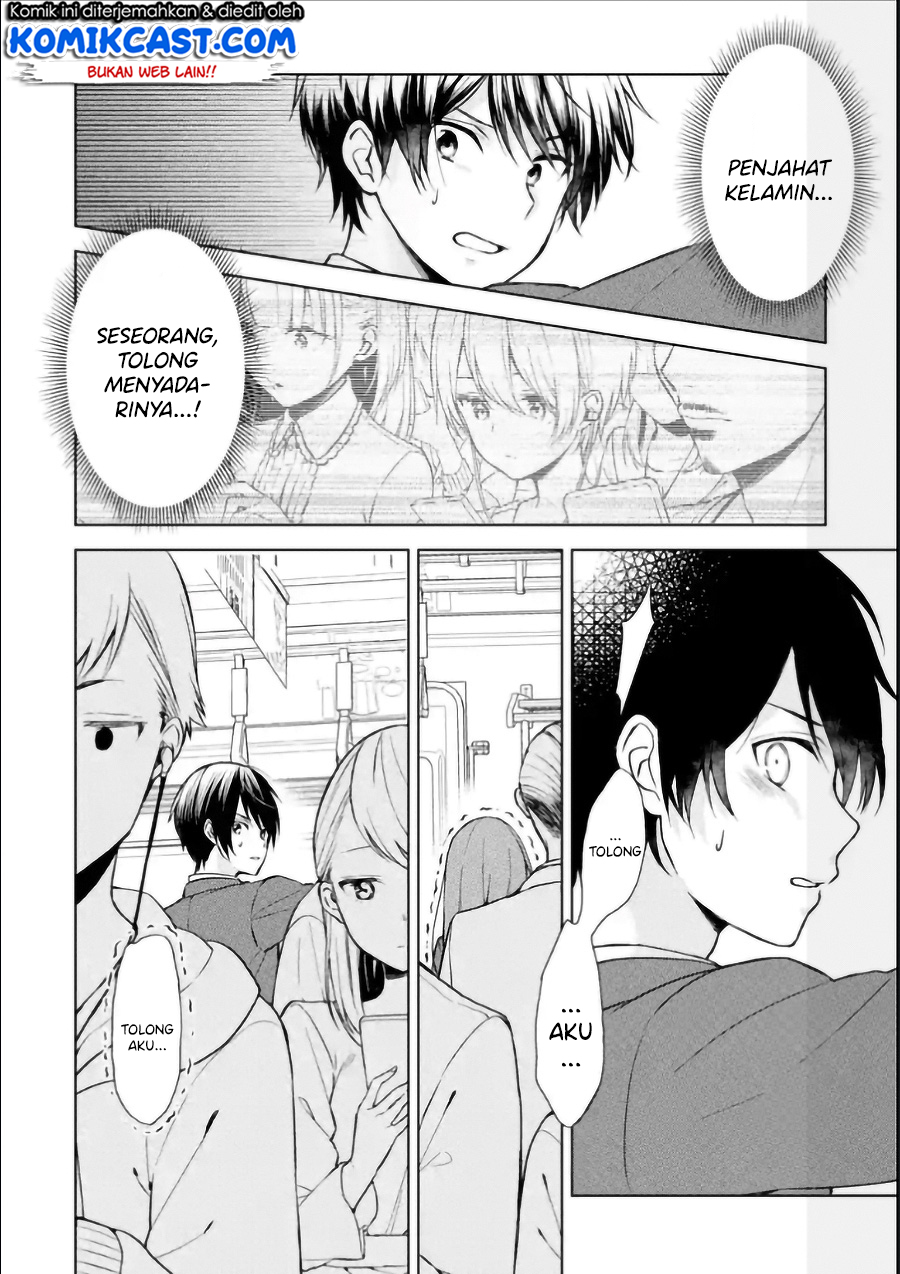 Komik ini diterjemahkan & diedit oleh
KOMIKCAST.COM
BUKAN WEB LAIN!!
PENJAHAT
KELAMIN...
SESEORANG,
TOLONG
MENYADA-
RINYA...!
...
TOLONG
...
AKU
...
TOLONG
AKU...